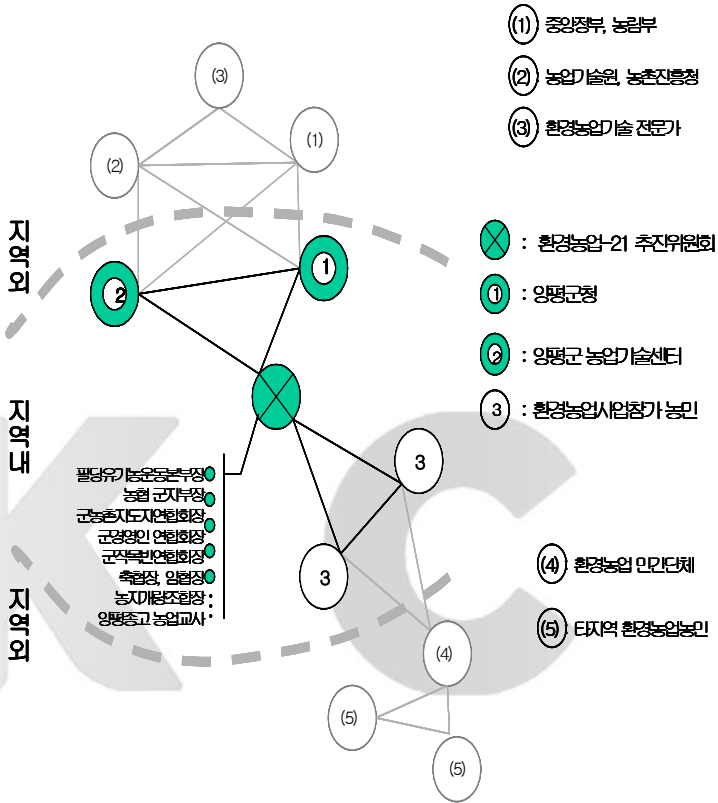 (1) 중앙정부, 농림부
(2) 농업기술원, 농촌진흥청
(3) 환경농업기술 전문가
(3)
(1)
(2)
지역외
1
2
: 환경농업-21 추진위원회
1 : 양평군청
2 : 양평군 농업기술센터
3 : 환경농업사업참가 농민
지역내
3
3
팔당유기농운동본부장
농협 군지부장
군농촌지도자연합회장
군경영인 연합회장
군작목반연합회장
축협장, 임협장
농지개량조합장 :
양평종고 농업교사 :
지역외
(4) 환경농업 민간단체
(5) 타지역 환경농업농민
(4)
(5)
(5)
K C